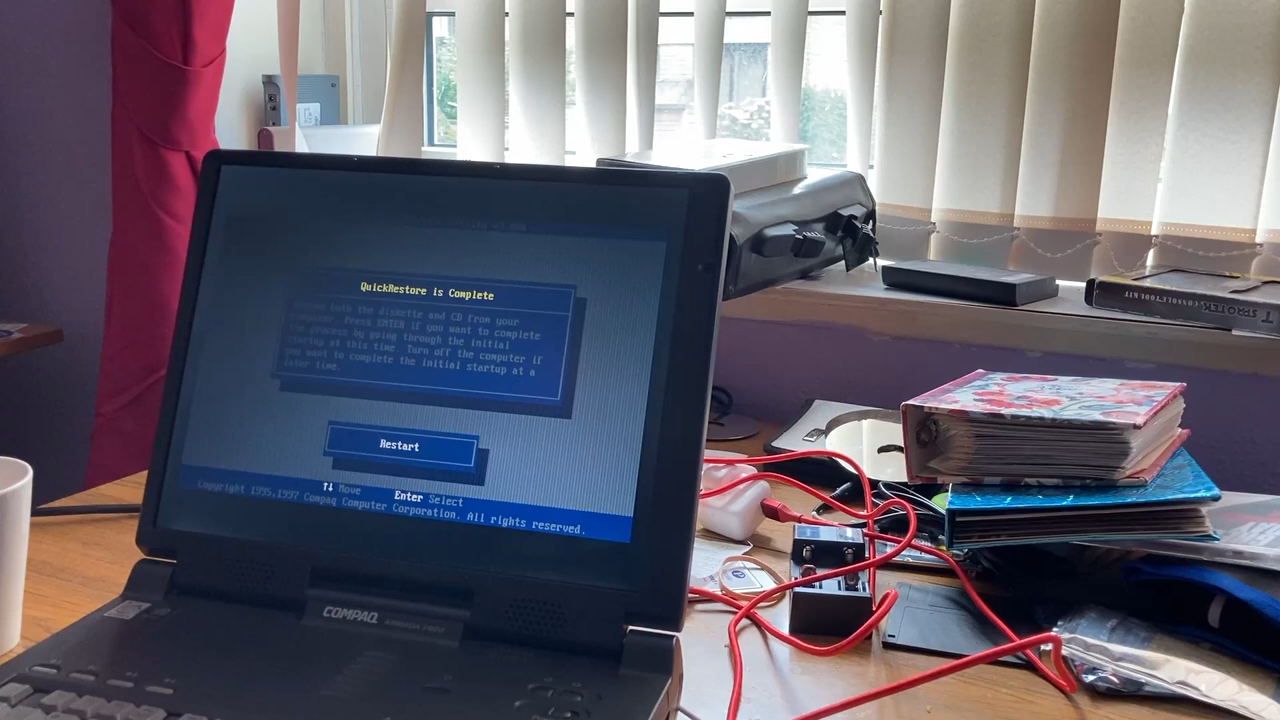 QuickRestore is Complete
Remove both the diskette and CD from your
computer. Press ENTER if you want to complete
the process by going through the initial
startup at this time. Turn off the computer if
you want to complete the initial startup at a
later time.
Restart
↑↓ Move Enter Select
Copyright 1995,1997 Compaq Computer Corporation. All rights reserved.
COMPAQ
CONSOLE TOOL KIT